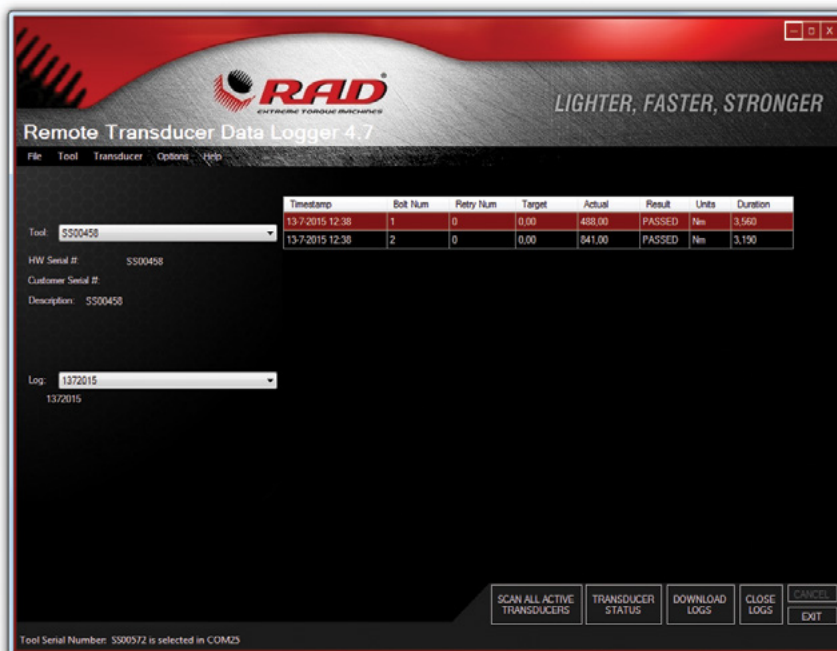 RAD®
EXTREME TORQUE MACHINES
LIGHTER, FASTER, STRONGER
Remote Transducer Data Logger 4.7
File Tool Transducer Options Help
Timestamp Bolt Num Retry Num Target Actual Result Units Duration
13-7-2015 12:38 1 0 0,00 488,00 PASSED Nm 3,560
13-7-2015 12:38 2 0 0,00 841,00 PASSED Nm 3,190
Tool: SS00458
HW Serial #: SS00458
Customer Serial #:
Description: SS00458
Log: 1372015
1372015
SCAN ALL ACTIVE
TRANSDUCERS
TRANSDUCER
STATUS
DOWNLOAD
LOGS
CLOSE
LOGS
CANCEL
EXIT
Tool Serial Number: SS00572 is selected in COM25